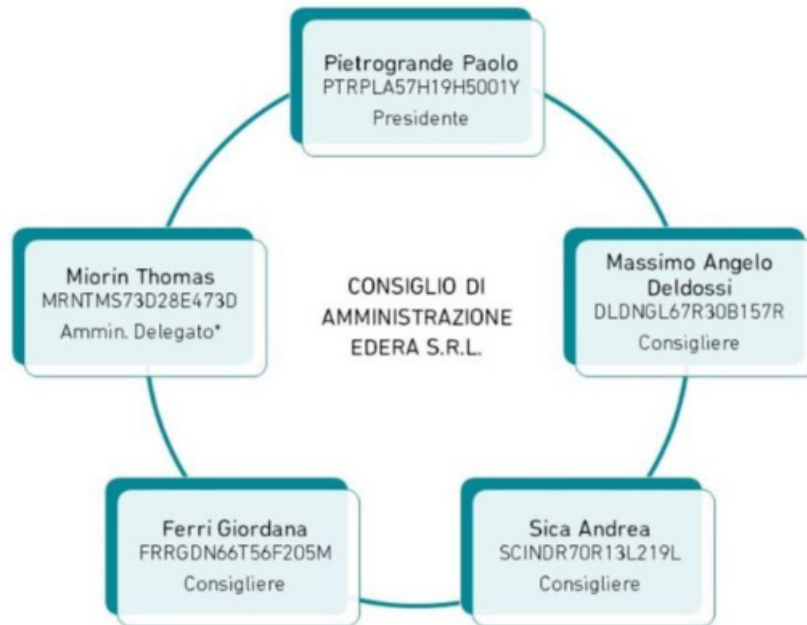 Pietrogrande Paolo
PTRPLA57H19H5001Y
Presidente
Miorin Thomas
MRNTMS73D28E473D
Ammin. Delegato*
CONSIGLIO DI
AMMINISTRAZIONE
EDERA S.R.L.
Massimo Angelo
Deldossi
DLDNGL67R30B157R
Consigliere
Ferri Giordana
FRRGDN66T56F205M
Consigliere
Sica Andrea
SCINDR70R13L219L
Consigliere